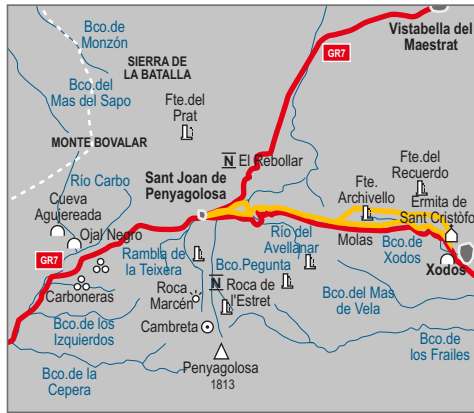 Bco.de
Monzón
Vistabella del
Maestrat
GR7
SIERRA DE
LA BATALLA
Bco.del
Mas del Sapo
Fte.del
Prat
MONTE BOVALAR
N El Rebollar
Fte.del
Recuerdo
Río Carbo
Sant Joan de
Penyagolosa
Fte.
Archivello
Ermita de
Sant Cristófol
Cueva
Agujereada
Ojal Negro
Río del
Avellanar
Molas
Bco.de
Xodos
GR7
Rambla de
la Teixera
Bco.Pegunta
Xodos
Carboneras
Roca
Marcén
N Roca de
l'Estret
Bco.del Mas
de Vela
Bco.de los
Izquierdos
Cambreta
Bco.de
los Frailes
Bco.de la
Cepera
Penyagolosa
1813